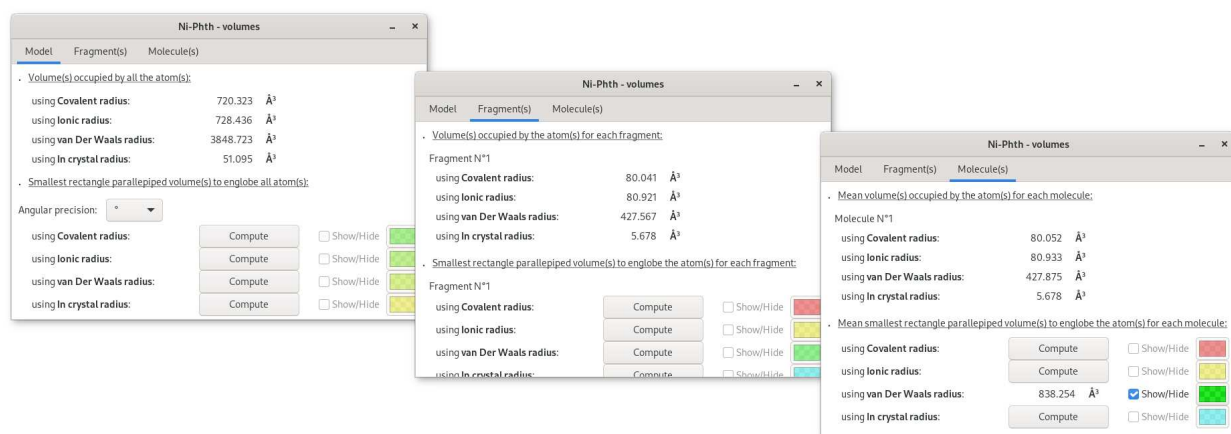 Ni-Phth - volumes
Model Fragment(s) Molecule(s)
. Volume(s) occupied by all the atom(s):
using Covalent radius: 720.323 Å³
using Ionic radius: 728.436 Å³
using van Der Waals radius: 3848.723 Å³
using In crystal radius: 51.095 Å³
. Smallest rectangle parallepiped volume(s) to englobe all atom(s):
Angular precision: °
using Covalent radius: Compute Show/Hide
using Ionic radius: Compute Show/Hide
using van Der Waals radius: Compute Show/Hide
using In crystal radius: Compute Show/Hide
Ni-Phth - volumes
Model Fragment(s) Molecule(s)
. Volume(s) occupied by the atom(s) for each fragment:
Fragment N°1
using Covalent radius: 80.041 Å³
using Ionic radius: 80.921 Å³
using van Der Waals radius: 427.567 Å³
using In crystal radius: 5.678 Å³
. Smallest rectangle parallepiped volume(s) to englobe the atom(s) for each fragment:
Fragment N°1
using Covalent radius: Compute Show/Hide
using Ionic radius: Compute Show/Hide
using van Der Waals radius: Compute Show/Hide
using In crystal radius: Compute Show/Hide
Ni-Phth - volumes
Model Fragment(s) Molecule(s)
. Mean volume(s) occupied by the atom(s) for each molecule:
Molecule N°1
using Covalent radius: 80.052 Å³
using Ionic radius: 80.933 Å³
using van Der Waals radius: 427.875 Å³
using In crystal radius: 5.678 Å³
. Mean smallest rectangle parallepiped volume(s) to englobe the atom(s) for each molecule:
using Covalent radius: Compute Show/Hide
using Ionic radius: Compute Show/Hide
using van Der Waals radius: 838.254 Å³ Show/Hide
using In crystal radius: Compute Show/Hide